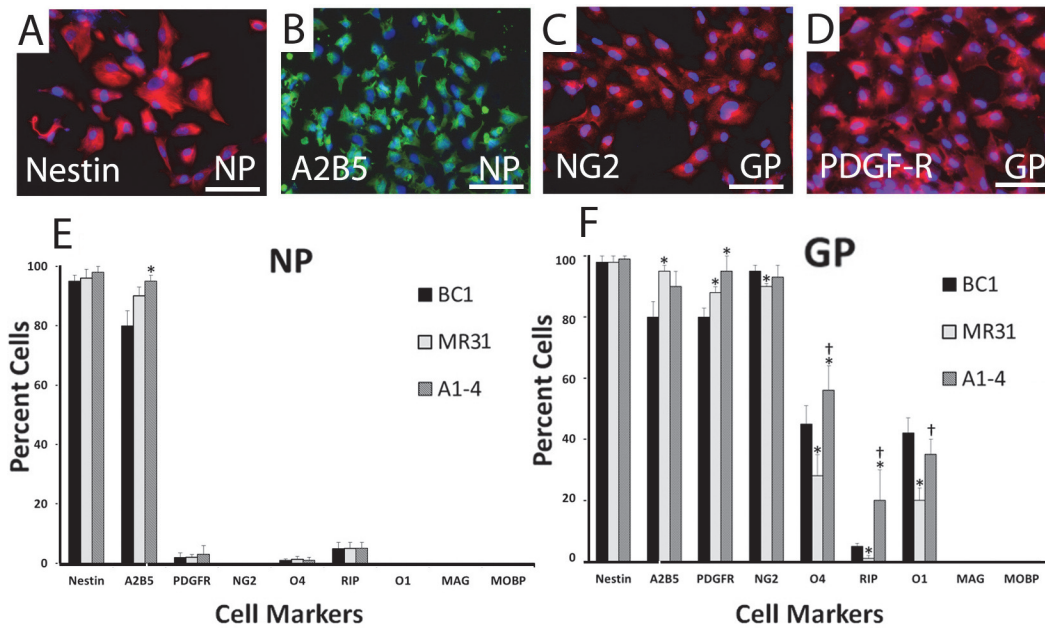 A
Nestin
NP
B
A2B5
NP
C
NG2
GP
D
PDGF-R
GP
E
NP
Percent Cells
100
80
60
40
20
0
*
BC1
MR31
A1-4
Nestin A2B5 PDGFR NG2 O4 RIP O1 MAG MOBP
Cell Markers
F
GP
Percent Cells
100
80
60
40
20
0
* * * * * † * * † * * †
BC1
MR31
A1-4
Nestin A2B5 PDGFR NG2 O4 RIP O1 MAG MOBP
Cell Markers